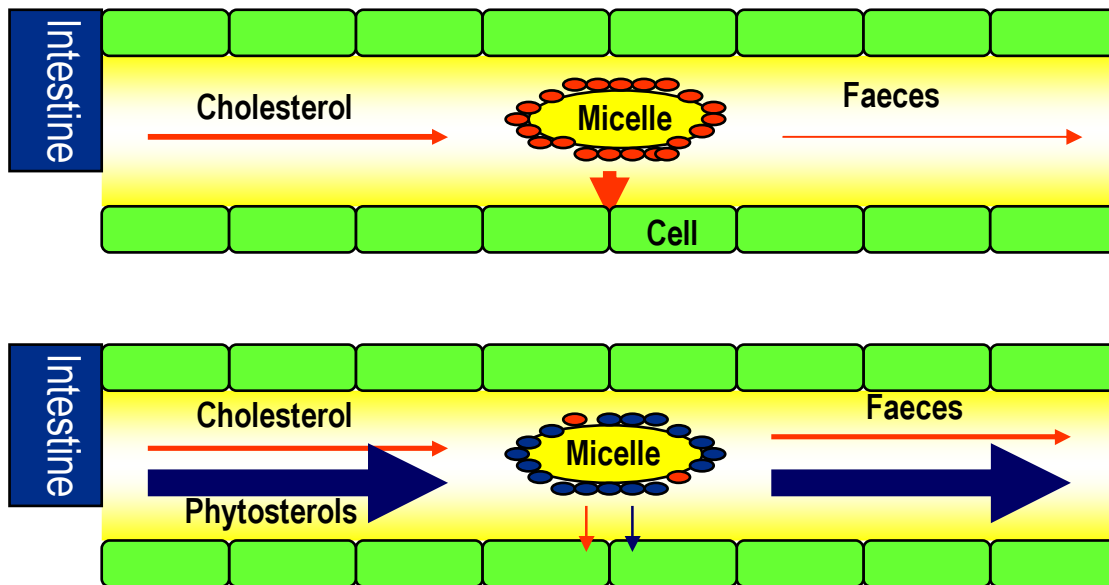 Intestine
Cholesterol
Micelle
Faeces
Cell
Intestine
Cholesterol
Phytosterols
Micelle
Faeces